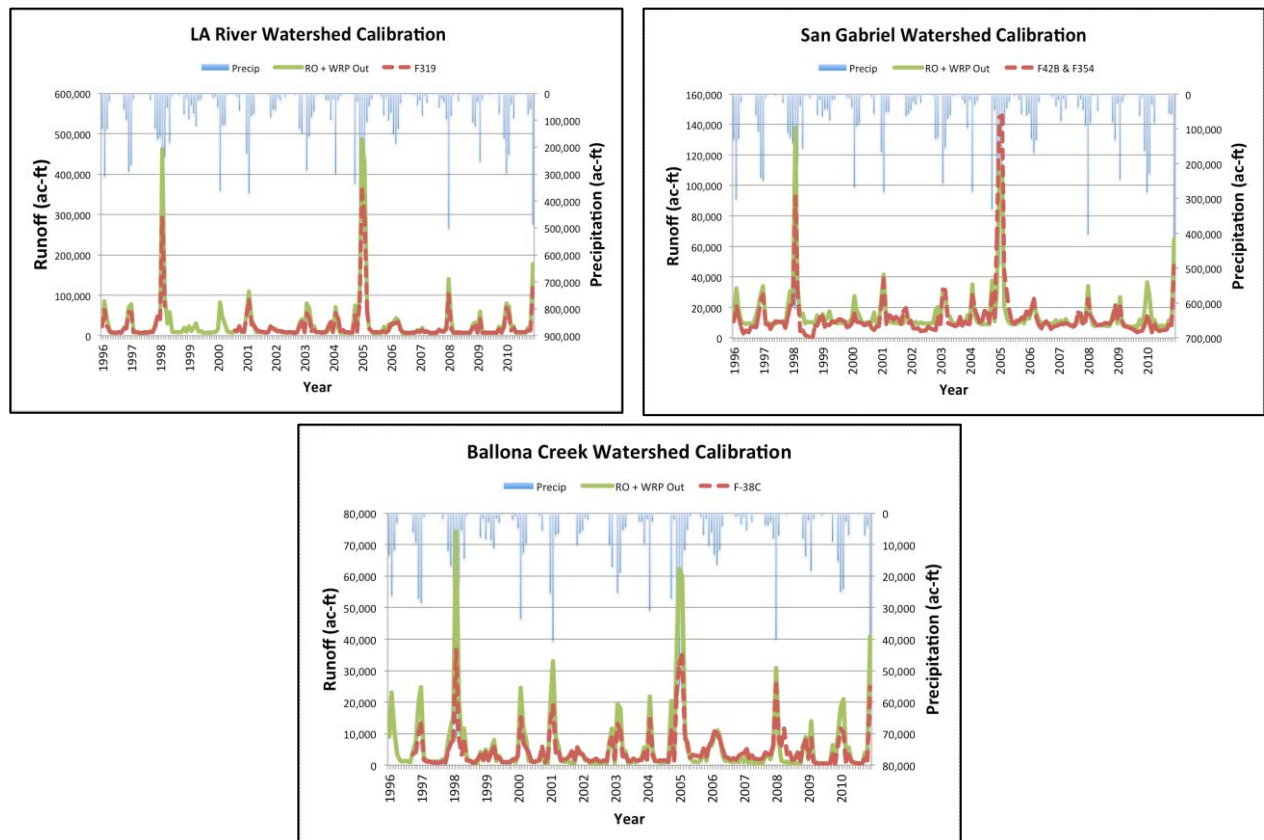 LA River Watershed Calibration
Precip RO + WRP Out F319
600,000
500,000
400,000
300,000
200,000
100,000
0
Runoff (ac-ft)
0
100,000
200,000
300,000
400,000
500,000
600,000
700,000
800,000
900,000
Precipitation (ac-ft)
1996 1997 1998 1999 2000 2001 2002 2003 2004 2005 2006 2007 2008 2009 2010
Year
San Gabriel Watershed Calibration
Precip RO + WRP Out F42B & F354
160,000
140,000
120,000
100,000
80,000
60,000
40,000
20,000
0
Runoff (ac-ft)
0
100,000
200,000
300,000
400,000
500,000
600,000
700,000
Precipitation (ac-ft)
1996 1997 1998 1999 2000 2001 2002 2003 2004 2005 2006 2007 2008 2009 2010
Year
Ballona Creek Watershed Calibration
Precip RO + WRP Out F-38C
80,000
70,000
60,000
50,000
40,000
30,000
20,000
10,000
0
Runoff (ac-ft)
0
10,000
20,000
30,000
40,000
50,000
60,000
70,000
80,000
Precipitation (ac-ft)
1996 1997 1998 1999 2000 2001 2002 2003 2004 2005 2006 2007 2008 2009 2010
Year